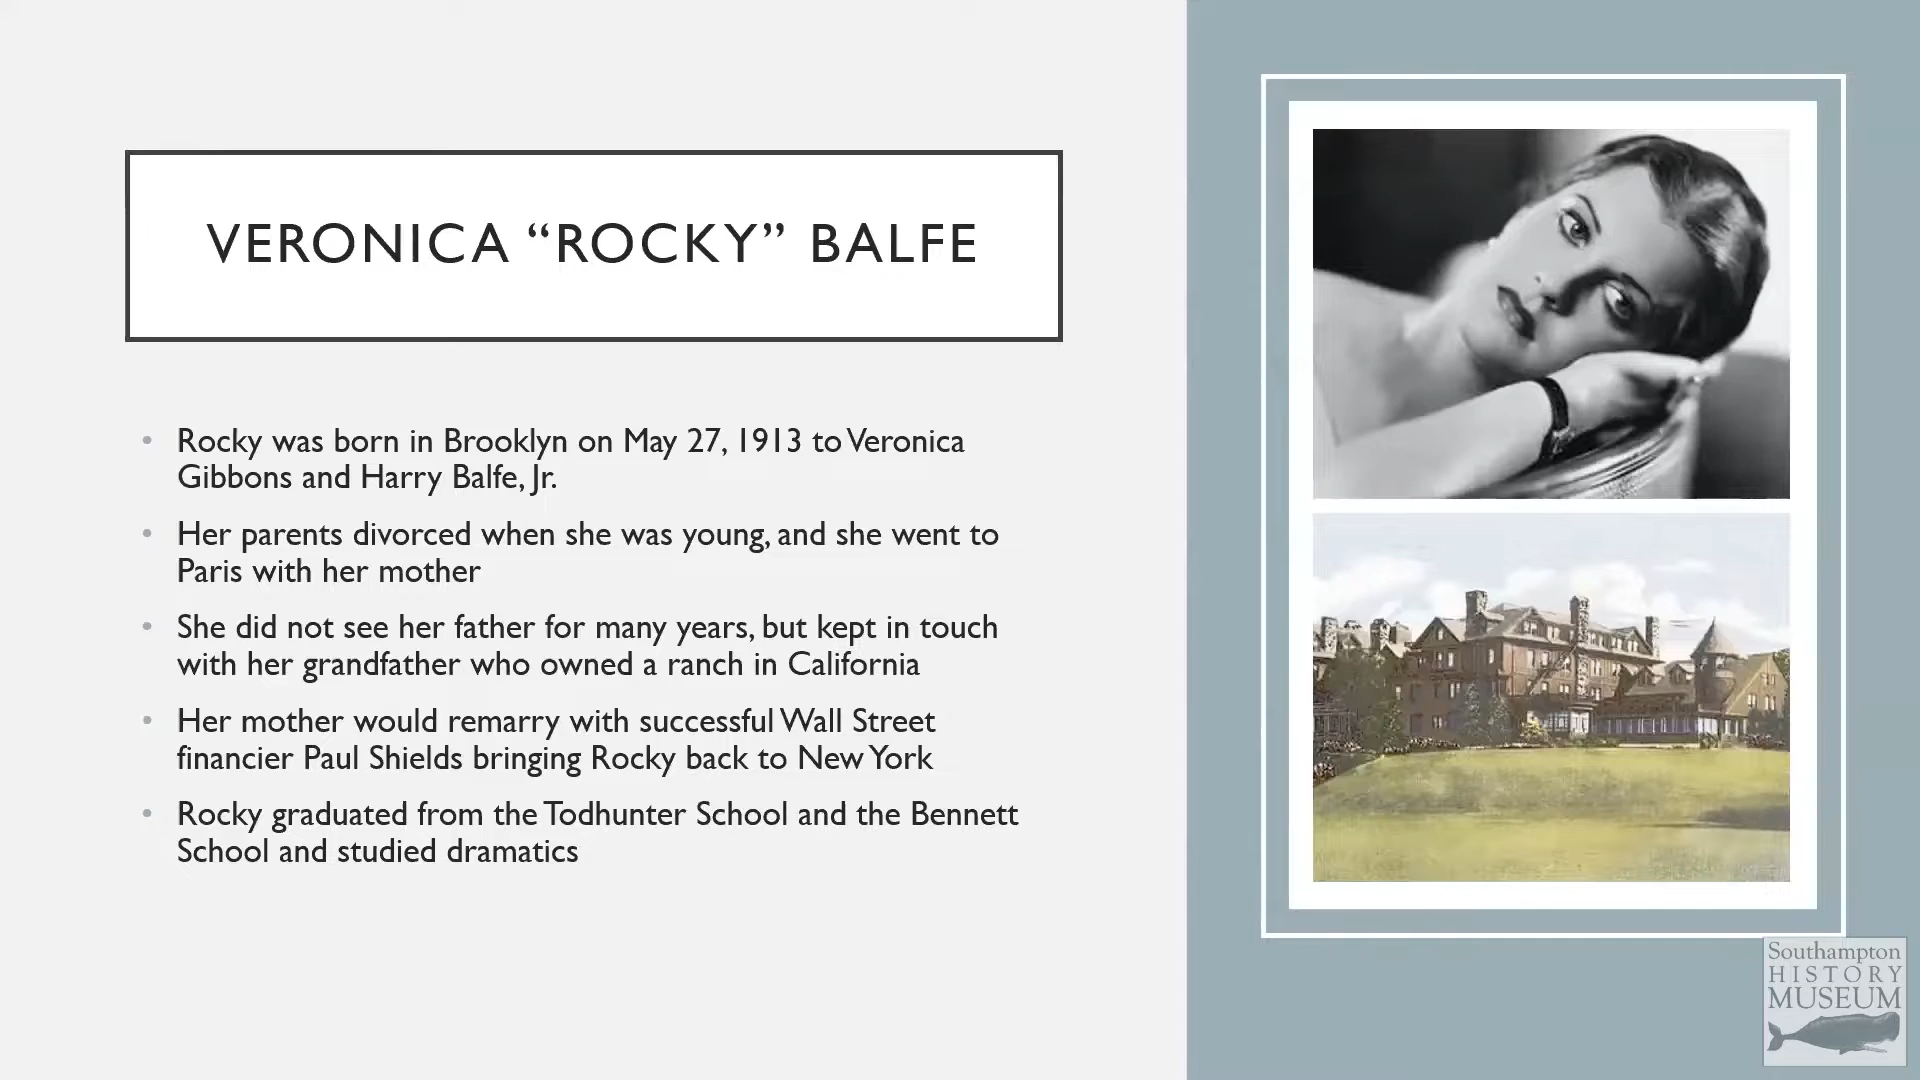 VERONICA “ROCKY” BALFE
• Rocky was born in Brooklyn on May 27, 1913 to Veronica
Gibbons and Harry Balfe, Jr.
• Her parents divorced when she was young, and she went to
Paris with her mother
• She did not see her father for many years, but kept in touch
with her grandfather who owned a ranch in California
• Her mother would remarry with successful Wall Street
financier Paul Shields bringing Rocky back to New York
• Rocky graduated from the Todhunter School and the Bennett
School and studied dramatics
Southampton
HISTORY
MUSEUM